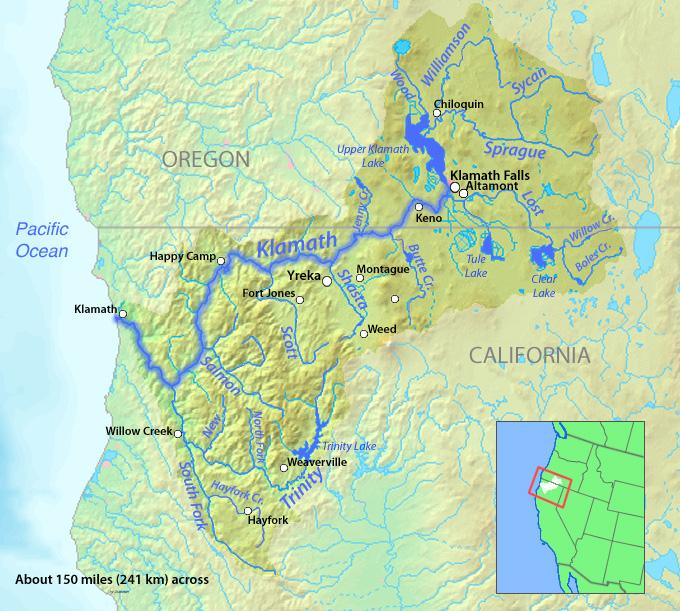 Williamson
Wood
Sycan
Chiloquin
Upper Klamath
Lake
Sprague
OREGON
Klamath Falls
Altamont
Lost
Jenny Cr.
Keno
Pacific
Ocean
Willow Cr.
Boles Cr.
Klamath
Happy Camp
Butte Cr.
Tule
Lake
Clear
Lake
Yreka
Montague
Shasta
Fort Jones
Klamath
Weed
Scott
CALIFORNIA
Salmon
New
North Fork
Willow Creek
Trinity Lake
Weaverville
South Fork
Hayfork Cr.
Trinity
Hayfork
About 150 miles (241 km) across